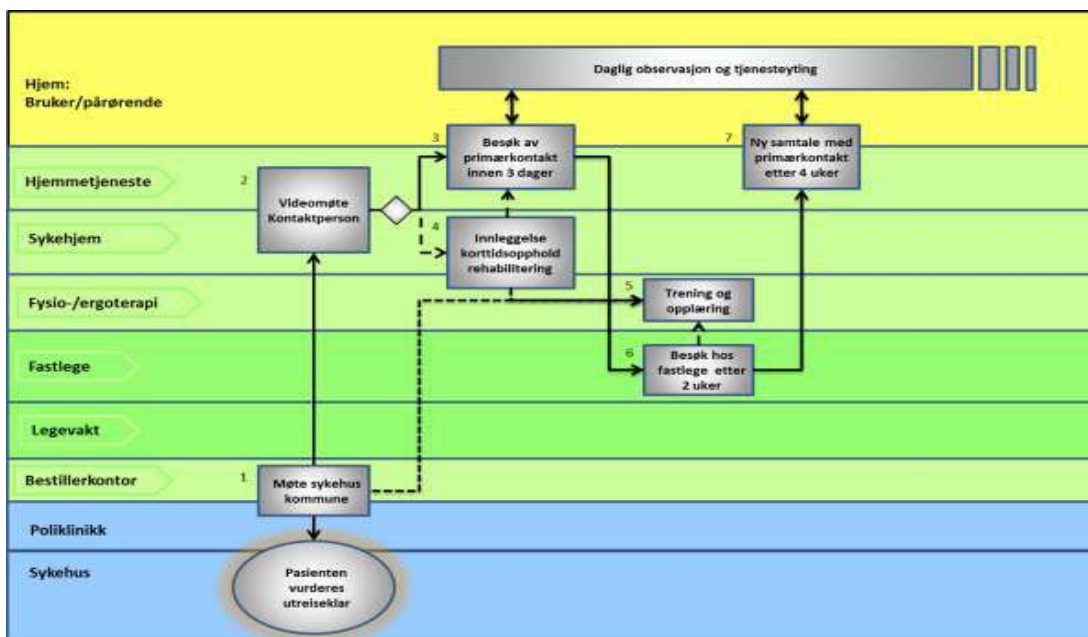 Daglig observasjon og tjenesteyting
Hjem:
Bruker/pårørende
3
Besøk av
primærkontakt
innen 3 dager
7
Ny samtale med
primærkontakt
etter 4 uker
Hjemmetjeneste
2
Videomøte
Kontaktperson
Sykehjem
4
Innleggelse
korttidsopphold
rehabilitering
Fysio-/ergoterapi
5
Trening og
opplæring
Fastlege
6
Besøk hos
fastlege etter
2 uker
Legevakt
Bestillerkontor
1
Møte sykehus
kommune
Poliklinikk
Sykehus
Pasienten
vurderes
utreiseklar